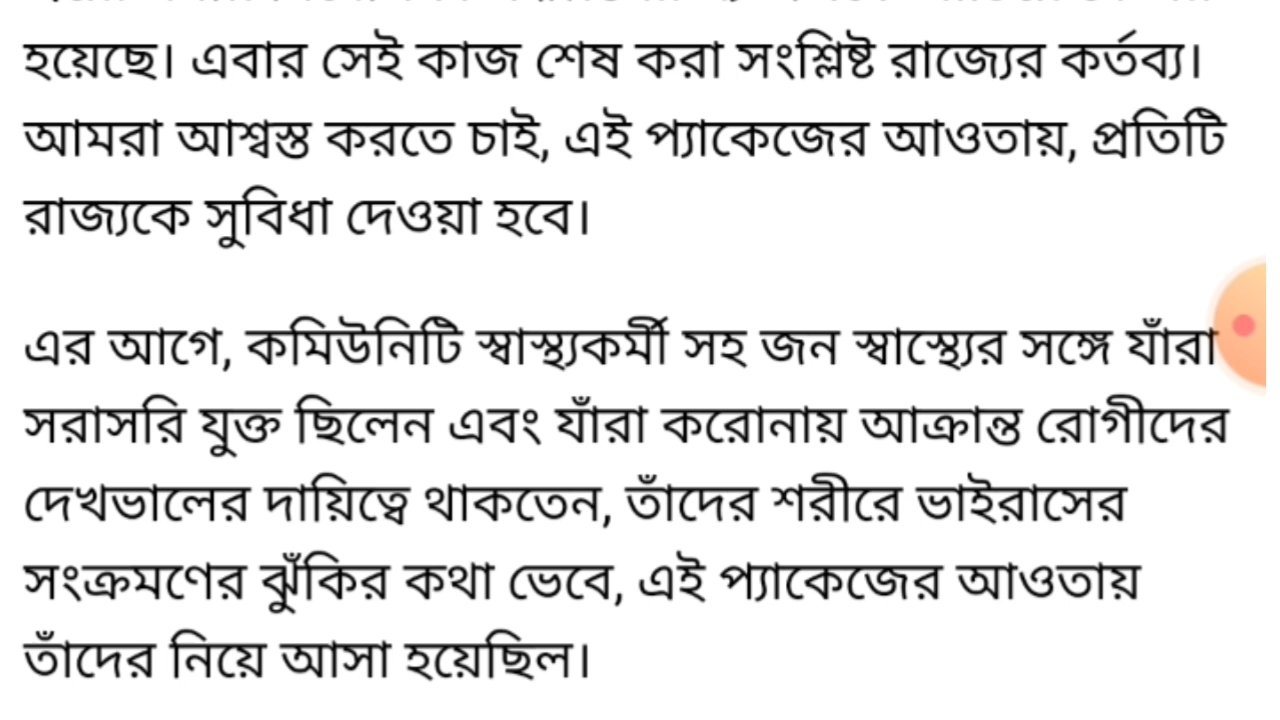 হয়েছে। এবার সেই কাজ শেষ করা সংশ্লিষ্ট রাজ্যের কর্তব্য।
আমরা আশ্বস্ত করতে চাই, এই প্যাকেজের আওতায়, প্রতিটি
রাজ্যকে সুবিধা দেওয়া হবে।
এর আগে, কমিউনিটি স্বাস্থ্যকর্মী সহ জন স্বাস্থ্যের সঙ্গে যাঁরা
সরাসরি যুক্ত ছিলেন এবং যাঁরা করোনায় আক্রান্ত রোগীদের
দেখভালের দায়িত্বে থাকতেন, তাঁদের শরীরে ভাইরাসের
সংক্রমণের ঝুঁকির কথা ভেবে, এই প্যাকেজের আওতায়
তাঁদের নিয়ে আসা হয়েছিল।